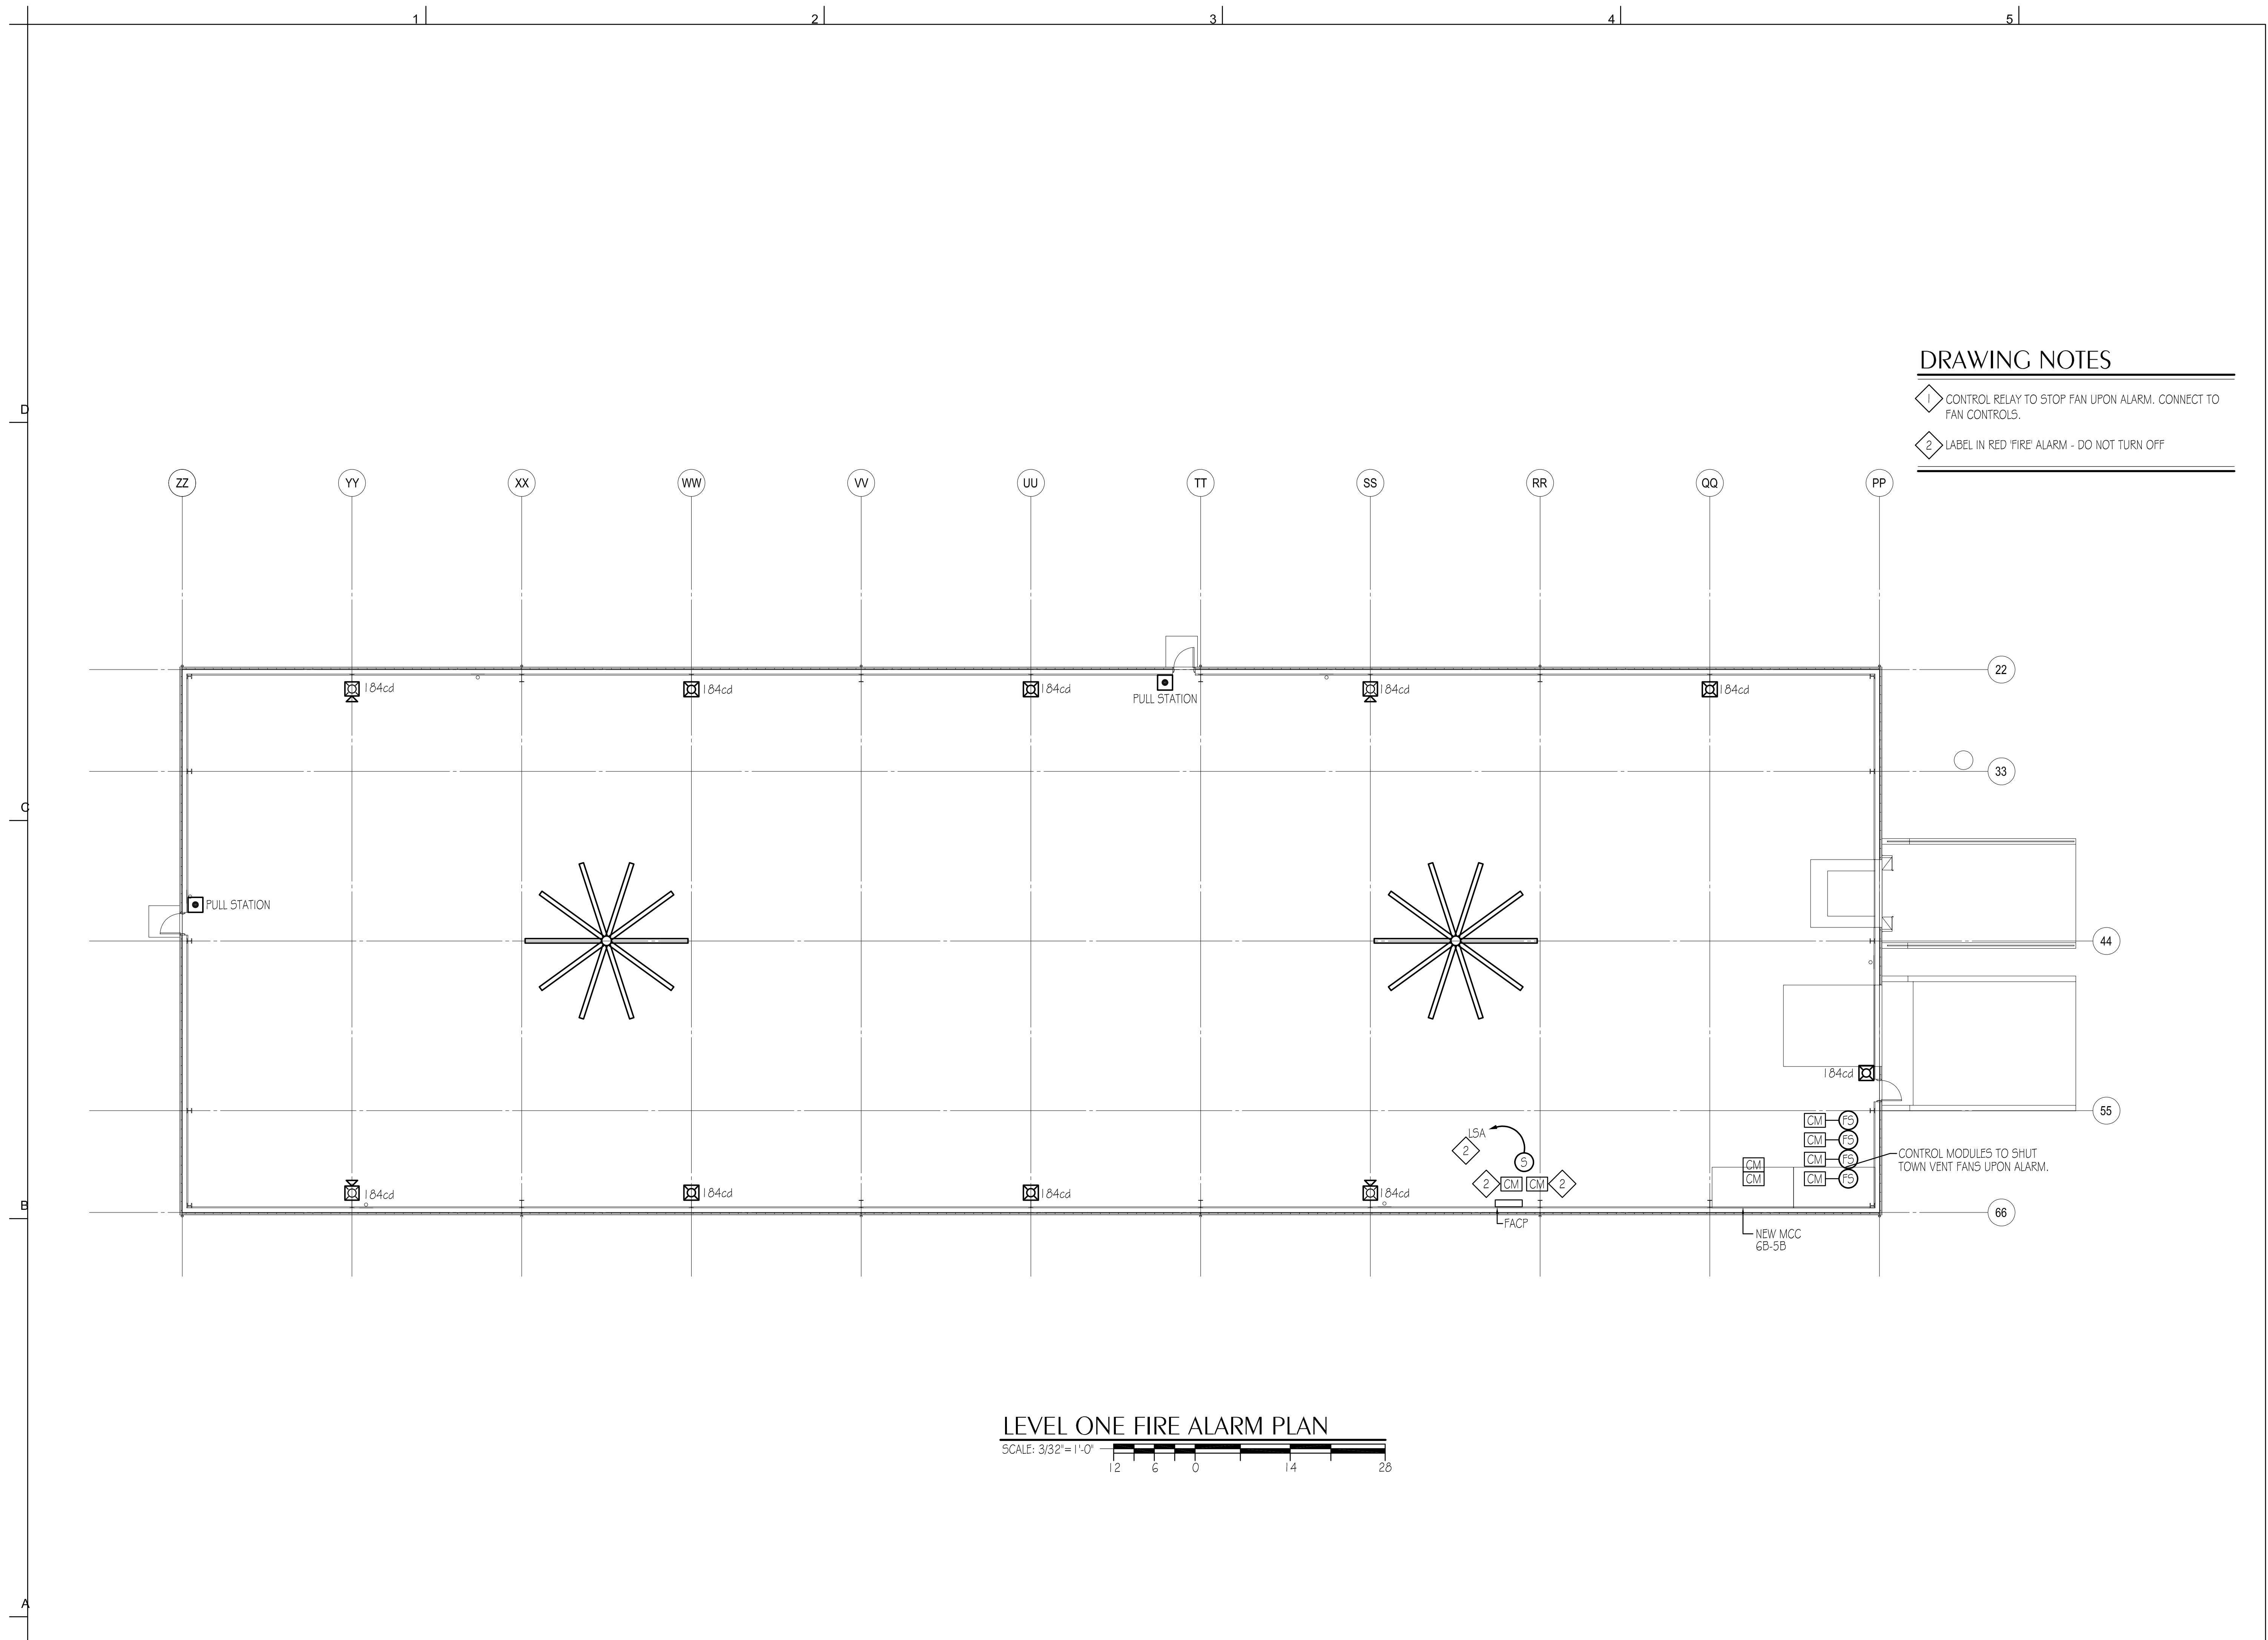 1
2
3
4
5
D
C
B
A
DRAWING NOTES
1 CONTROL RELAY TO STOP FAN UPON ALARM. CONNECT TO
FAN CONTROLS.
2 LABEL IN RED 'FIRE' ALARM - DO NOT TURN OFF
ZZ
YY
XX
WW
VV
UU
TT
SS
RR
QQ
PP
22
33
44
55
66
184cd
184cd
184cd
184cd
184cd
PULL STATION
PULL STATION
184cd
LSA
2
S
2
CM
CM
2
FACP
CM
CM
CM
FS
CM
FS
CM
FS
CM
FS
CONTROL MODULES TO SHUT
TOWN VENT FANS UPON ALARM.
NEW MCC
6B-5B
184cd
184cd
184cd
184cd
LEVEL ONE FIRE ALARM PLAN
SCALE: 3/32"=1'-0"
12
6
0
14
28